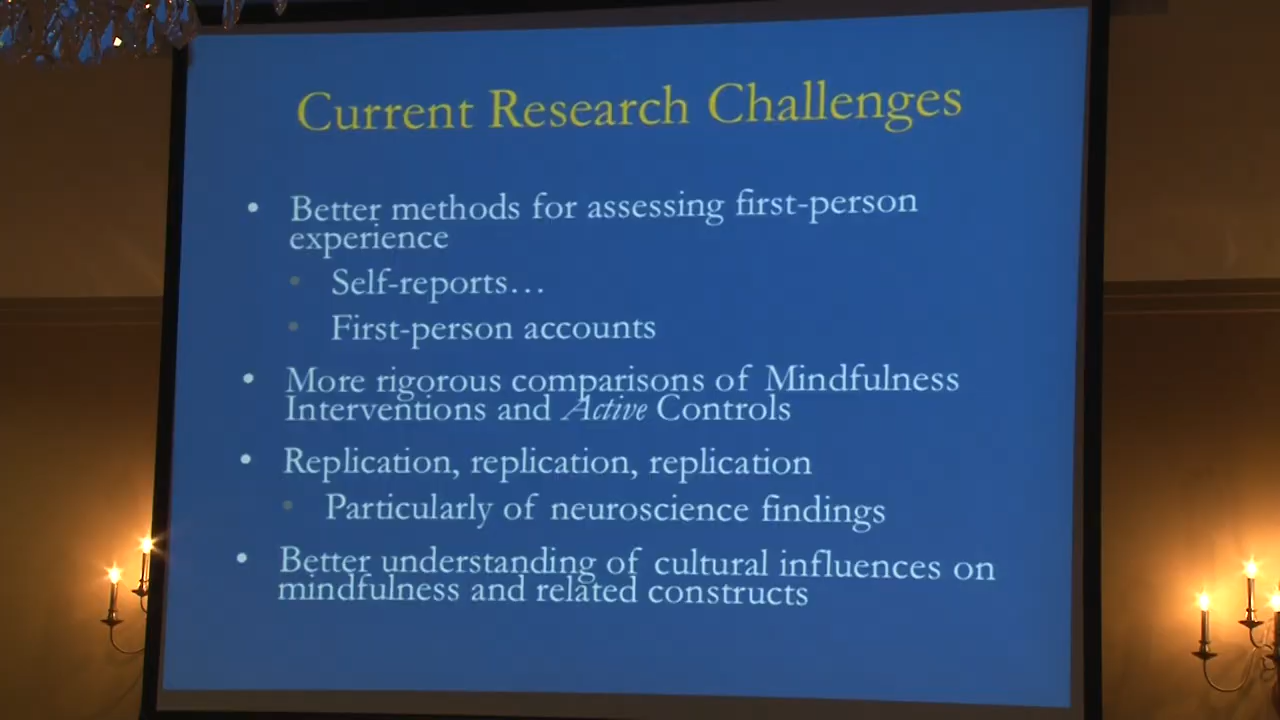 Current Research Challenges
• Better methods for assessing first-person
experience
• Self-reports…
• First-person accounts
• More rigorous comparisons of Mindfulness
Interventions and Active Controls
• Replication, replication, replication
• Particularly of neuroscience findings
• Better understanding of cultural influences on
mindfulness and related constructs